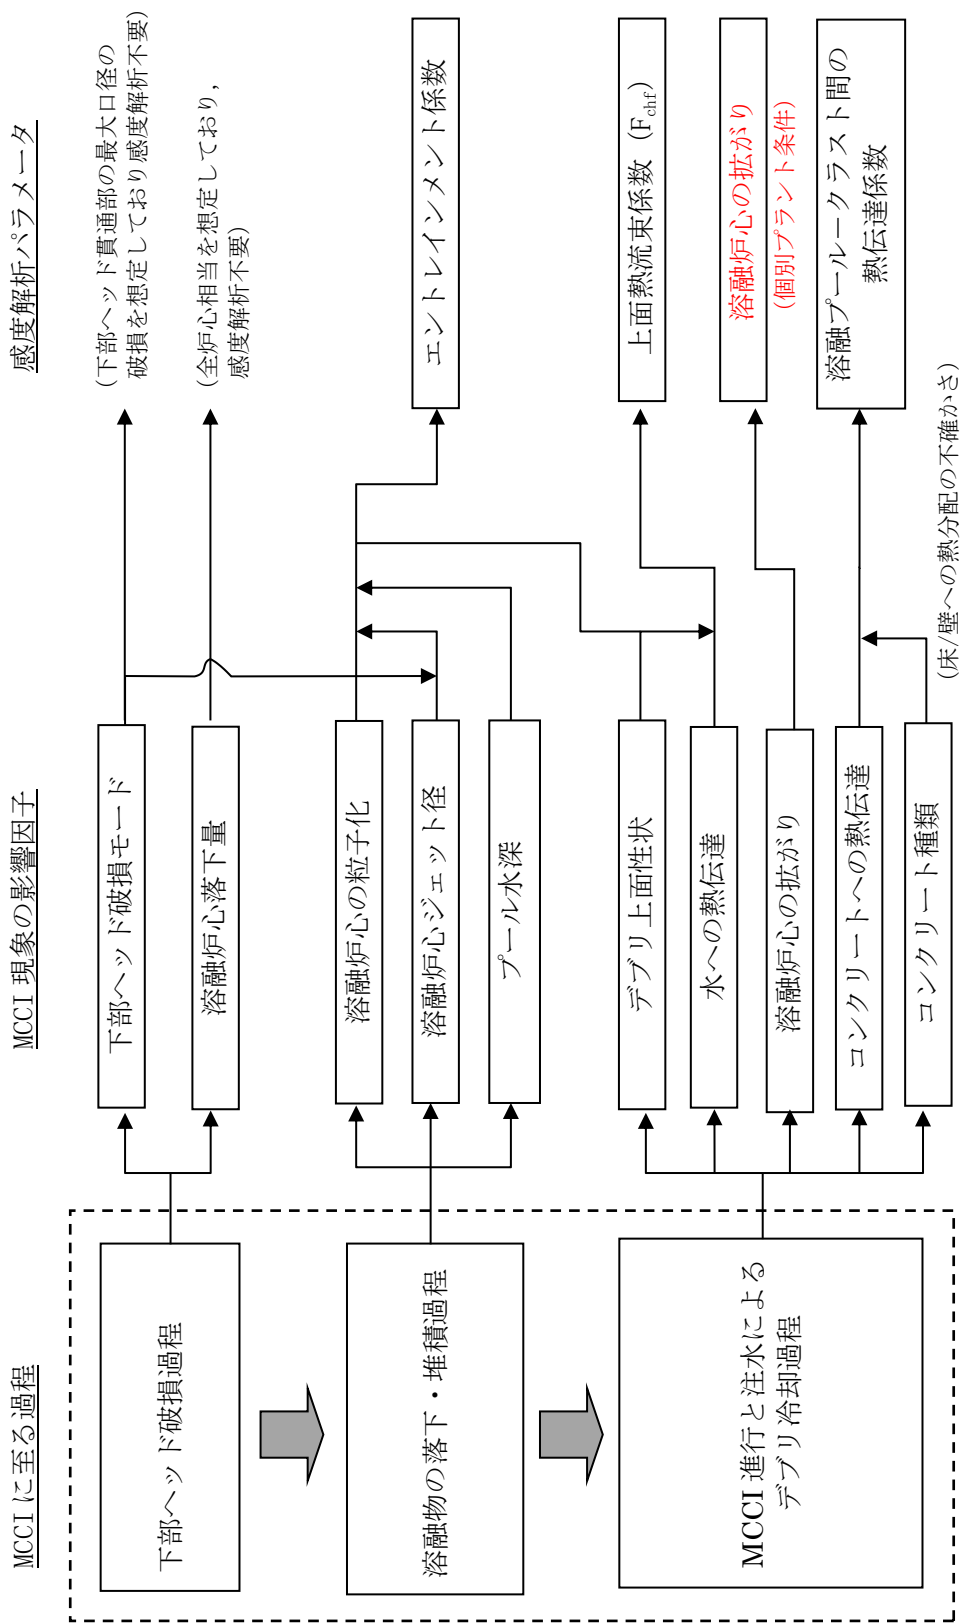 MCCI に至る過程
下部ヘッド破損過程
溶融物の落下・堆積過程
MCCI 進行と注水による
デブリ冷却過程
MCCI 現象の影響因子
下部ヘッド破損モード
溶融炉心落下量
溶融炉心の粒子化
溶融炉心ジェット径
プール水深
デブリ上面性状
水への熱伝達
溶融炉心の拡がり
コンクリートへの熱伝達
コンクリート種類
感度解析パラメータ
(下部ヘッド貫通部の最大口径の
破損を想定しており感度解析不要)
(全炉心相当を想定しており，
感度解析不要)
エントレインメント係数
上面熱流束係数 (Fchf)
溶融炉心の拡がり
(個別プラント条件)
溶融プールークラスト間の
熱伝達係数
(床/壁への熱分配の不確かさ)